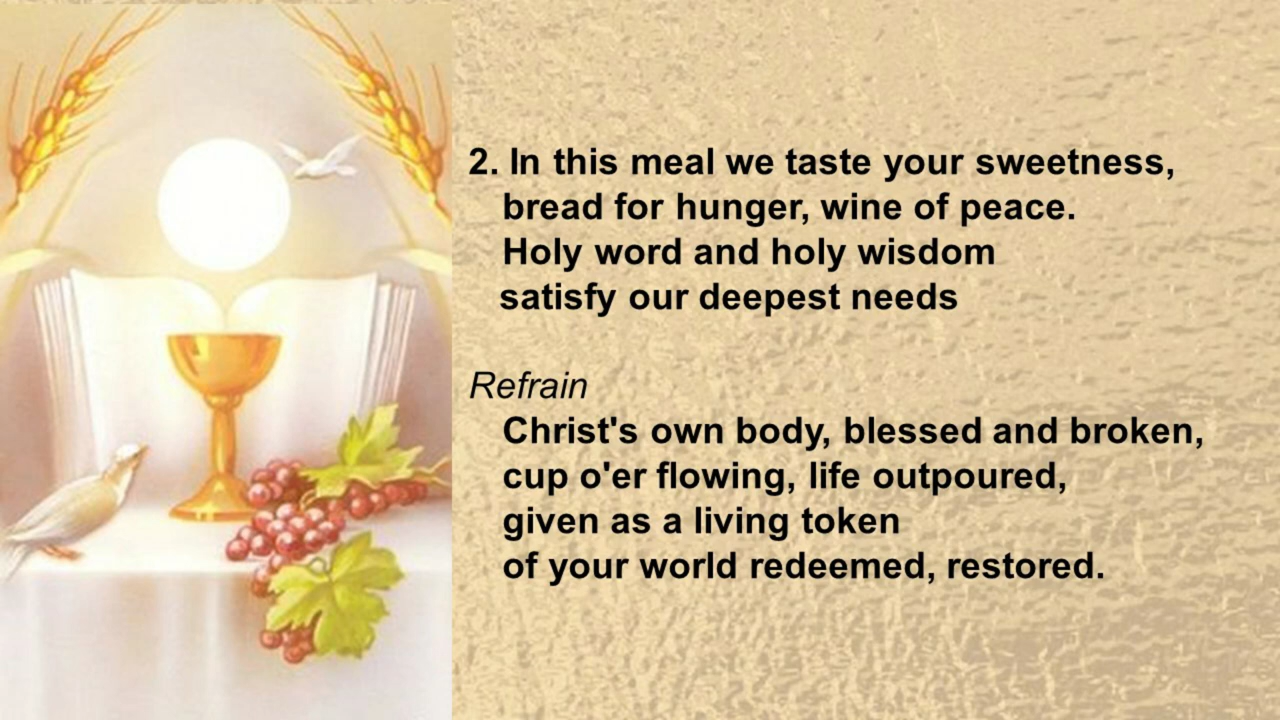 2. In this meal we taste your sweetness,
bread for hunger, wine of peace.
Holy word and holy wisdom
satisfy our deepest needs
Refrain
Christ's own body, blessed and broken,
cup o'er flowing, life outpoured,
given as a living token
of your world redeemed, restored.